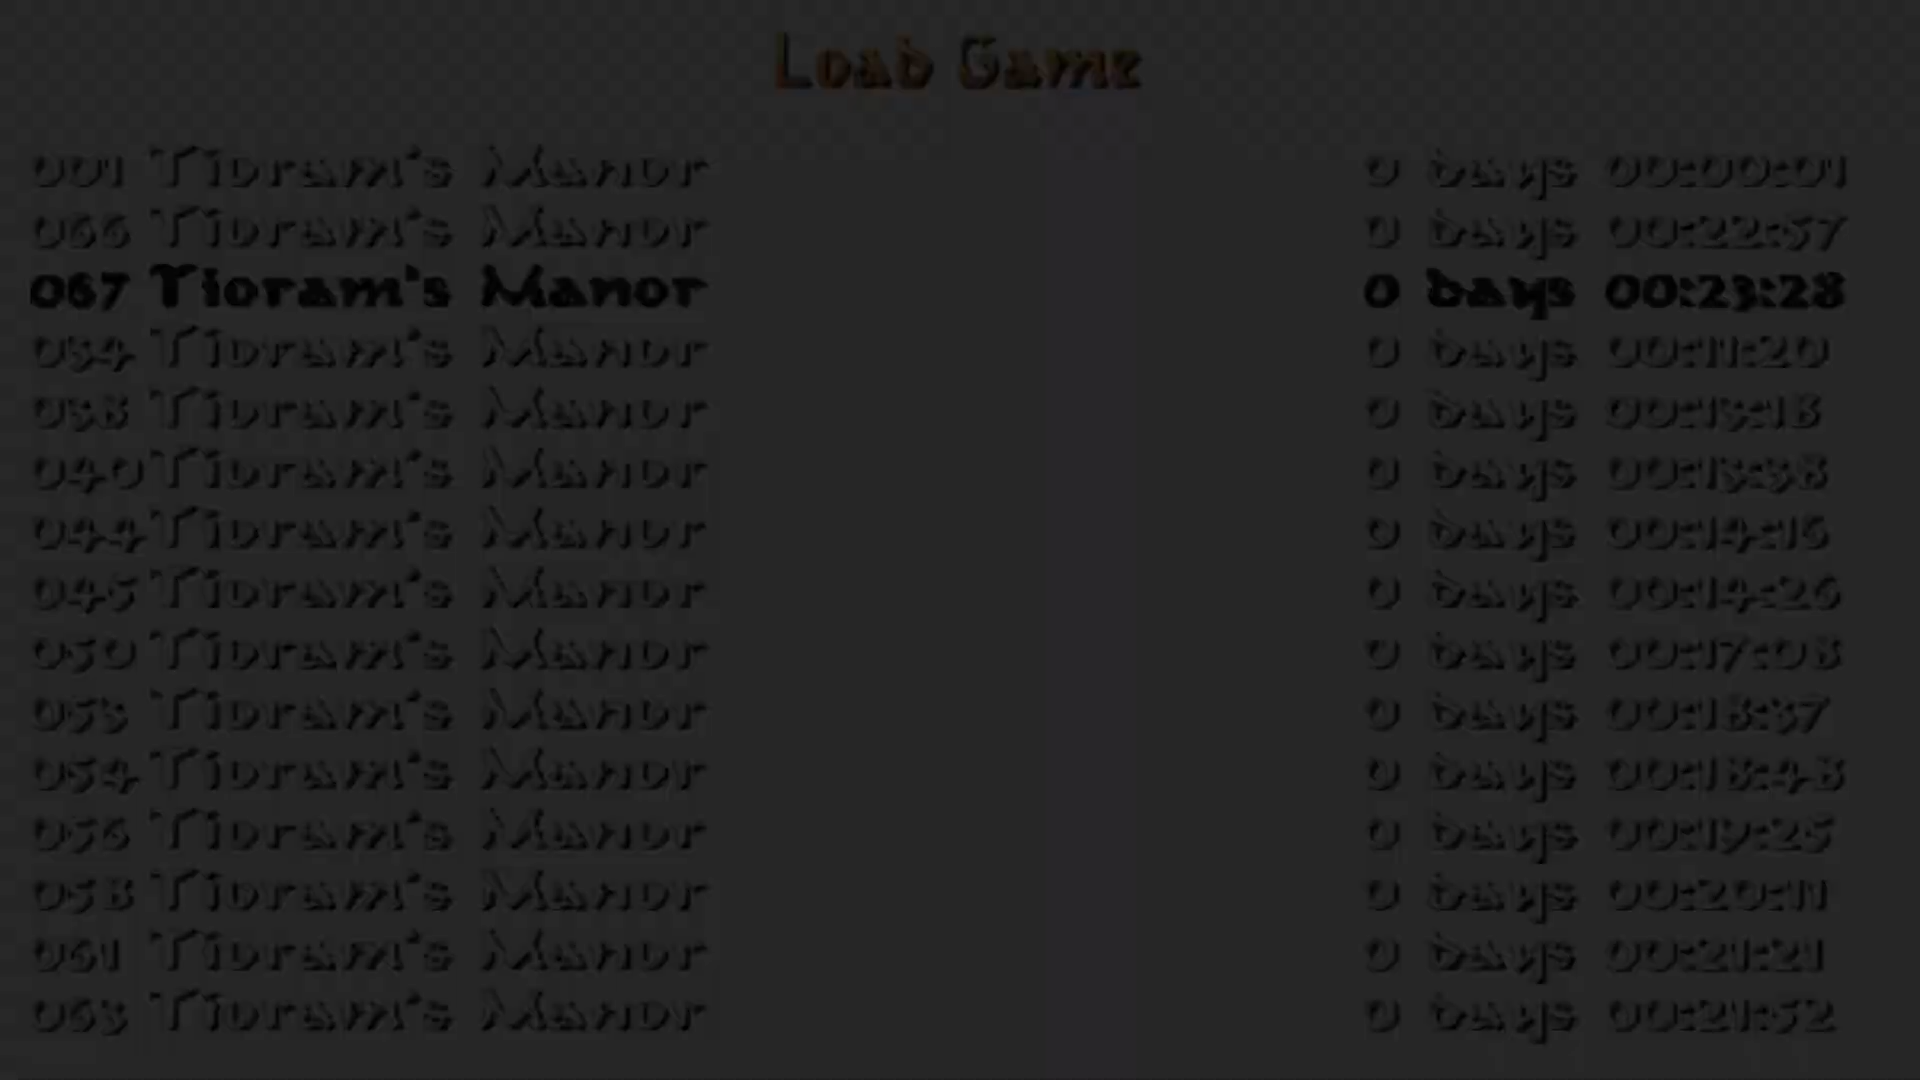 Load Game
001 Tioram's Manor 0 days 00:00:01
066 Tioram's Manor 0 days 00:22:57
067 Tioram's Manor 0 days 00:23:28
034 Tioram's Manor 0 days 00:11:20
038 Tioram's Manor 0 days 00:13:18
040 Tioram's Manor 0 days 00:13:38
044 Tioram's Manor 0 days 00:14:16
045 Tioram's Manor 0 days 00:14:26
050 Tioram's Manor 0 days 00:17:08
053 Tioram's Manor 0 days 00:18:37
054 Tioram's Manor 0 days 00:18:48
056 Tioram's Manor 0 days 00:19:25
058 Tioram's Manor 0 days 00:20:11
061 Tioram's Manor 0 days 00:21:21
063 Tioram's Manor 0 days 00:21:52